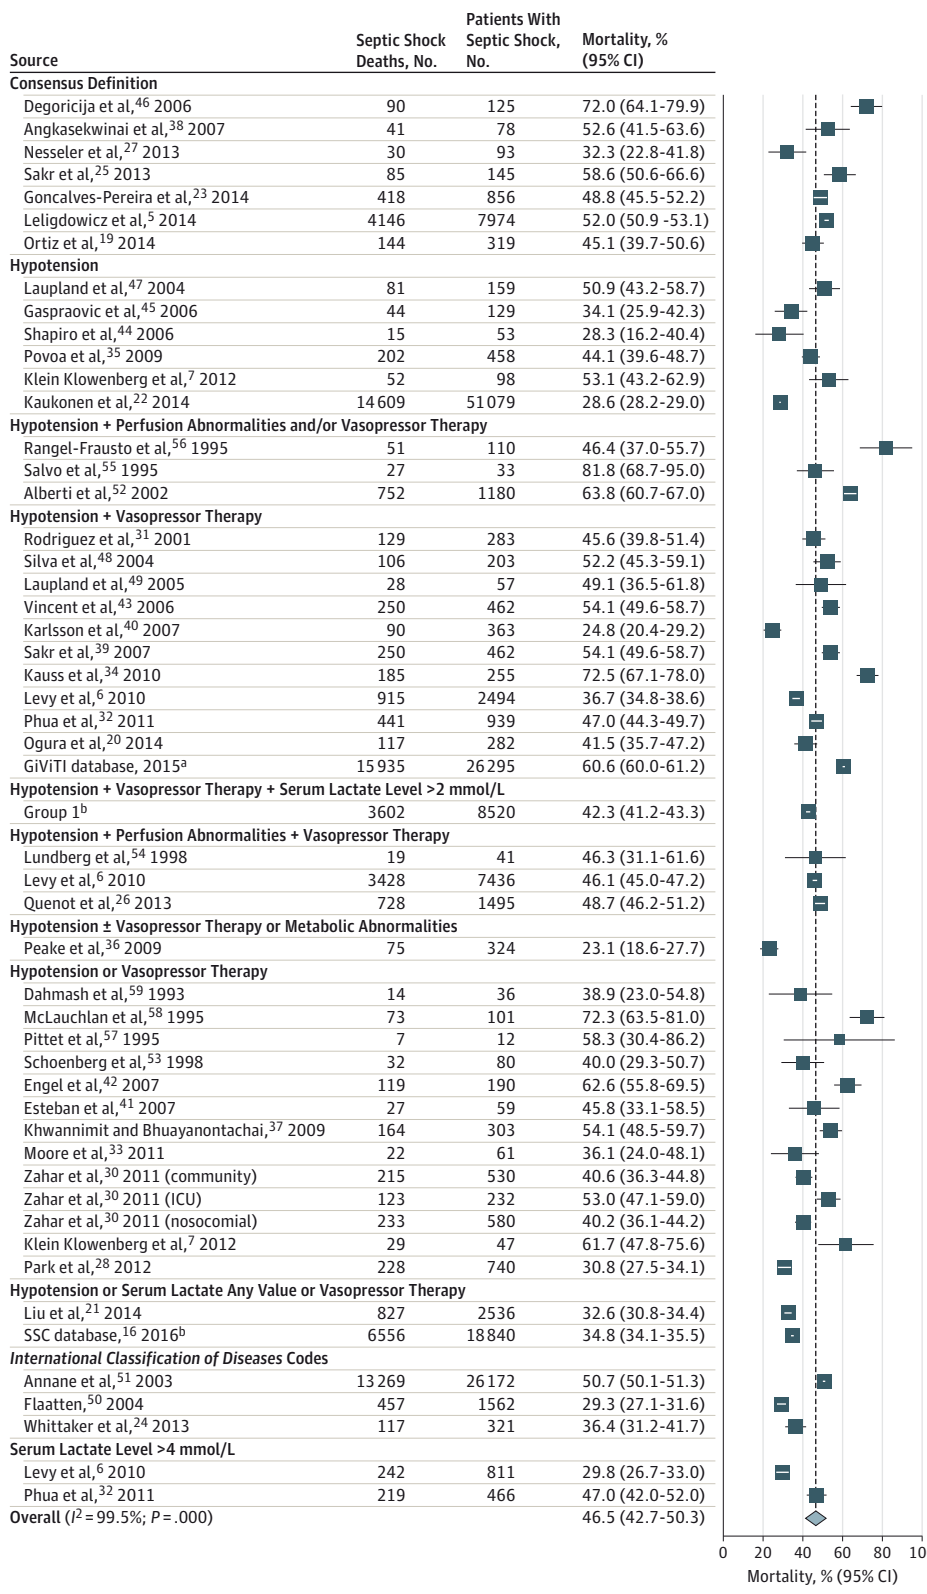 Source Septic Shock Deaths, No. Patients With Septic Shock, No. Mortality, % (95% CI)
Consensus Definition
Degoricija et al,46 2006 90 125 72.0 (64.1-79.9)
Angkasekwinai et al,38 2007 41 78 52.6 (41.5-63.6)
Nesseler et al,27 2013 30 93 32.3 (22.8-41.8)
Sakr et al,25 2013 85 145 58.6 (50.6-66.6)
Goncalves-Pereira et al,23 2014 418 856 48.8 (45.5-52.2)
Leligdowicz et al,5 2014 4146 7974 52.0 (50.9 -53.1)
Ortiz et al,19 2014 144 319 45.1 (39.7-50.6)
Hypotension
Laupland et al,47 2004 81 159 50.9 (43.2-58.7)
Gaspraovic et al,45 2006 44 129 34.1 (25.9-42.3)
Shapiro et al,44 2006 15 53 28.3 (16.2-40.4)
Povoa et al,35 2009 202 458 44.1 (39.6-48.7)
Klein Klowenberg et al,7 2012 52 98 53.1 (43.2-62.9)
Kaukonen et al,22 2014 14 609 51 079 28.6 (28.2-29.0)
Hypotension + Perfusion Abnormalities and/or Vasopressor Therapy
Rangel-Frausto et al,56 1995 51 110 46.4 (37.0-55.7)
Salvo et al,55 1995 27 33 81.8 (68.7-95.0)
Alberti et al,52 2002 752 1180 63.8 (60.7-67.0)
Hypotension + Vasopressor Therapy
Rodriguez et al,31 2001 129 283 45.6 (39.8-51.4)
Silva et al,48 2004 106 203 52.2 (45.3-59.1)
Laupland et al,49 2005 28 57 49.1 (36.5-61.8)
Vincent et al,43 2006 250 462 54.1 (49.6-58.7)
Karlsson et al,40 2007 90 363 24.8 (20.4-29.2)
Sakr et al,39 2007 250 462 54.1 (49.6-58.7)
Kauss et al,34 2010 185 255 72.5 (67.1-78.0)
Levy et al,6 2010 915 2494 36.7 (34.8-38.6)
Phua et al,32 2011 441 939 47.0 (44.3-49.7)
Ogura et al,20 2014 117 282 41.5 (35.7-47.2)
GiViTI database, 2015a 15 935 26 295 60.6 (60.0-61.2)
Hypotension + Vasopressor Therapy + Serum Lactate Level >2 mmol/L
Group 1b 3602 8520 42.3 (41.2-43.3)
Hypotension + Perfusion Abnormalities + Vasopressor Therapy
Lundberg et al,54 1998 19 41 46.3 (31.1-61.6)
Levy et al,6 2010 3428 7436 46.1 (45.0-47.2)
Quenot et al,26 2013 728 1495 48.7 (46.2-51.2)
Hypotension ± Vasopressor Therapy or Metabolic Abnormalities
Peake et al,36 2009 75 324 23.1 (18.6-27.7)
Hypotension or Vasopressor Therapy
Dahmash et al,59 1993 14 36 38.9 (23.0-54.8)
McLauchlan et al,58 1995 73 101 72.3 (63.5-81.0)
Pittet et al,57 1995 7 12 58.3 (30.4-86.2)
Schoenberg et al,53 1998 32 80 40.0 (29.3-50.7)
Engel et al,42 2007 119 190 62.6 (55.8-69.5)
Esteban et al,41 2007 27 59 45.8 (33.1-58.5)
Khwannimit and Bhuayanontachai,37 2009 164 303 54.1 (48.5-59.7)
Moore et al,33 2011 22 61 36.1 (24.0-48.1)
Zahar et al,30 2011 (community) 215 530 40.6 (36.3-44.8)
Zahar et al,30 2011 (ICU) 123 232 53.0 (47.1-59.0)
Zahar et al,30 2011 (nosocomial) 233 580 40.2 (36.1-44.2)
Klein Klowenberg et al,7 2012 29 47 61.7 (47.8-75.6)
Park et al,28 2012 228 740 30.8 (27.5-34.1)
Hypotension or Serum Lactate Any Value or Vasopressor Therapy
Liu et al,21 2014 827 2536 32.6 (30.8-34.4)
SSC database,16 2016b 6556 18 840 34.8 (34.1-35.5)
International Classification of Diseases Codes
Annane et al,51 2003 13 269 26 172 50.7 (50.1-51.3)
Flaatten,50 2004 457 1562 29.3 (27.1-31.6)
Whittaker et al,24 2013 117 321 36.4 (31.2-41.7)
Serum Lactate Level >4 mmol/L
Levy et al,6 2010 242 811 29.8 (26.7-33.0)
Phua et al,32 2011 219 466 47.0 (42.0-52.0)
Overall (I2 = 99.5%; P = .000) 46.5 (42.7-50.3)
0 20 40 60 80 10
Mortality, % (95% CI)